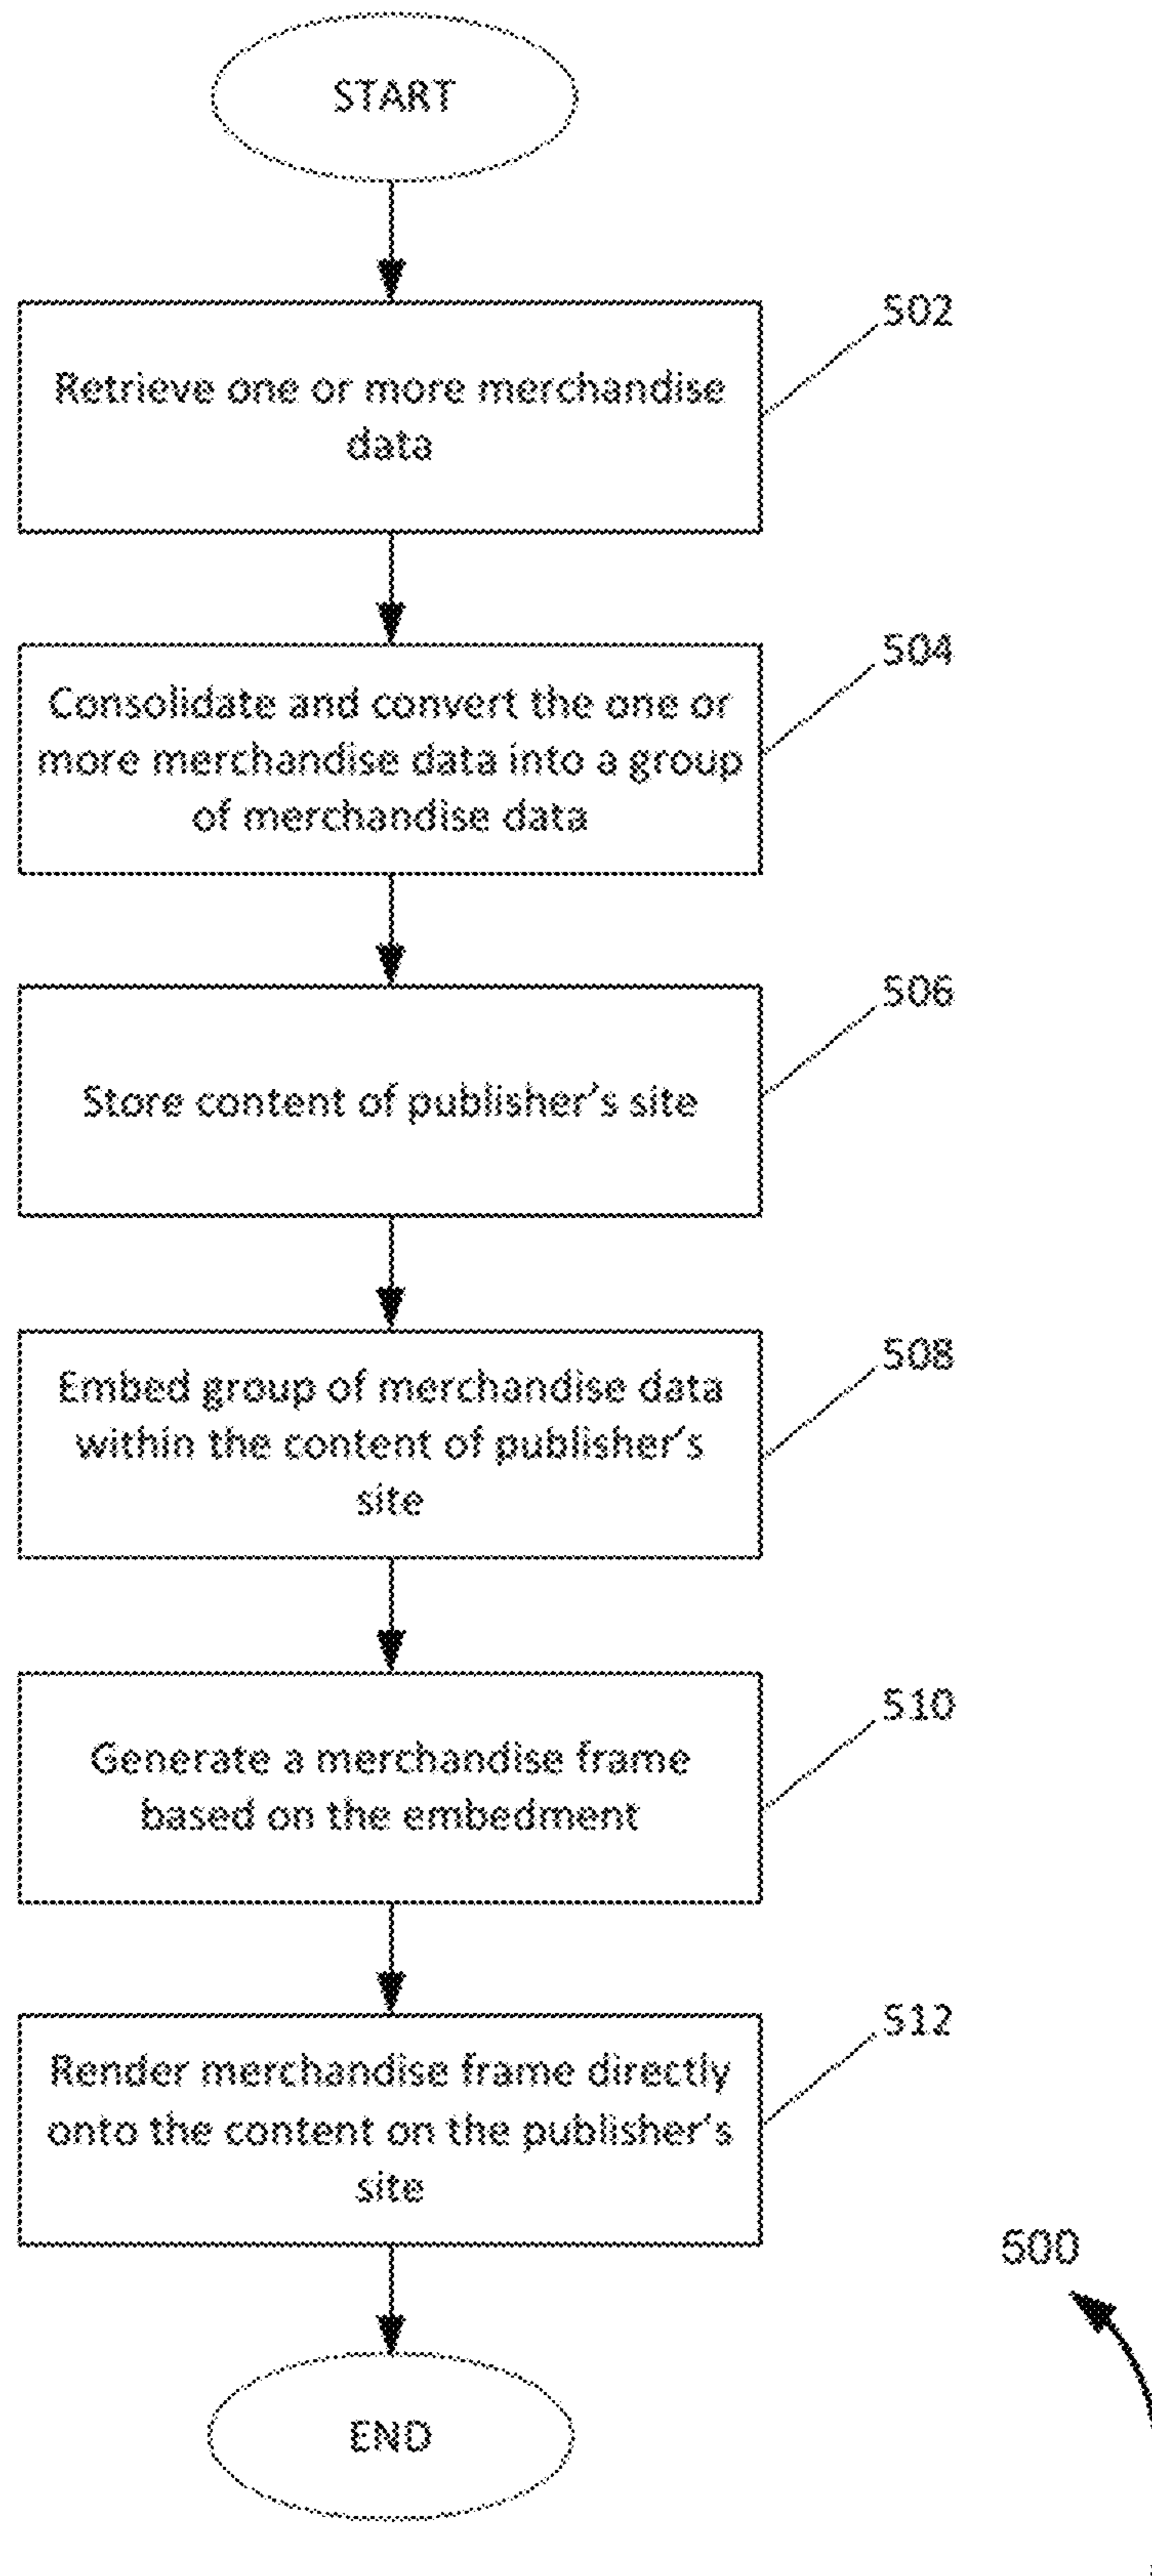 START
502
Retrieve one or more merchandise
data
504
Consolidate and convert the one or
more merchandise data into a group
of merchandise data
506
Store content of publisher's site
508
Embed group of merchandise data
within the content of publisher's
site
510
Generate a merchandise frame
based on the embedment
512
Render merchandise frame directly
onto the content on the publisher's
site
500
END